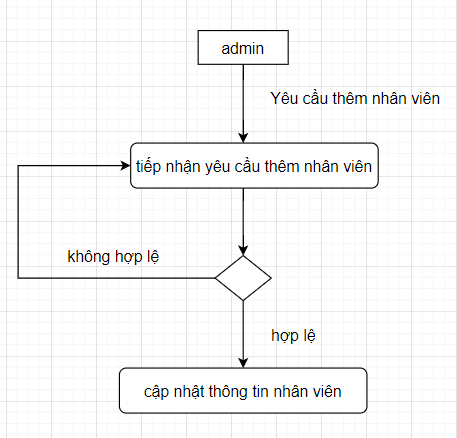 admin
Yêu cầu thêm nhân viên
tiếp nhận yêu cầu thêm nhân viên
không hợp lệ
hợp lệ
cập nhật thông tin nhân viên